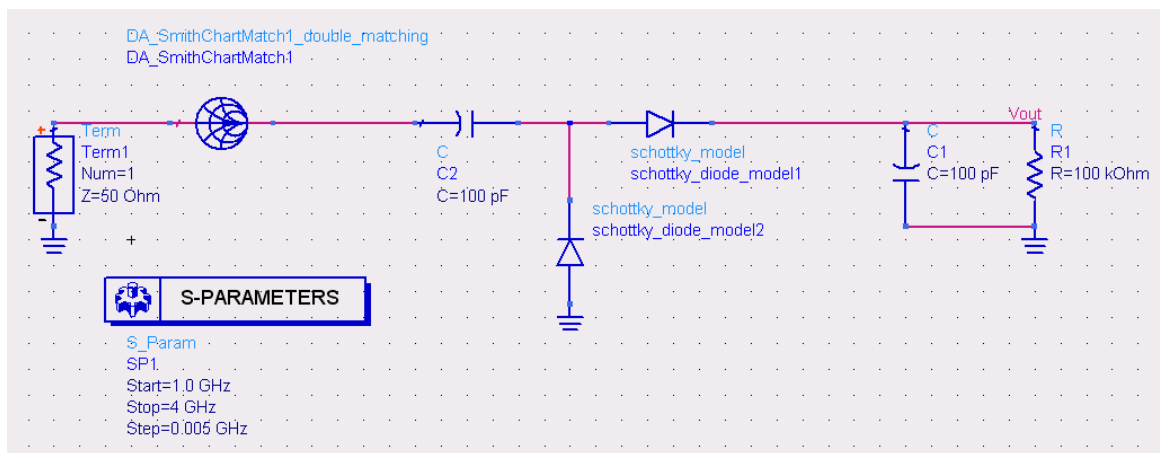 DA_SmithChartMatch1_double_matching
DA_SmithChartMatch1
Term
Term1
Num=1
Z=50 Ohm
C
C2
C=100 pF
schottky_model
schottky_diode_model1
schottky_model
schottky_diode_model2
Vout
C
C1
C=100 pF
R
R1
R=100 kOhm
S-PARAMETERS
S_Param
SP1
Start=1.0 GHz
Stop=4 GHz
Step=0.005 GHz